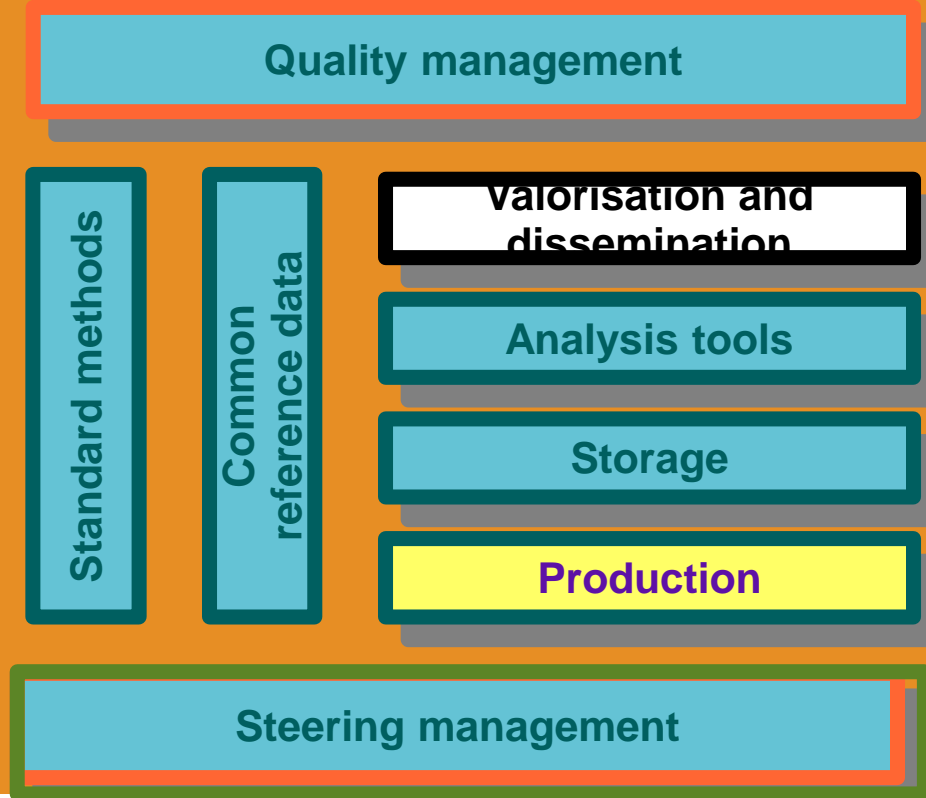 Quality management
Standard methods
Common
reference data
Valorisation and
dissemination
Analysis tools
Storage
Production
Steering management